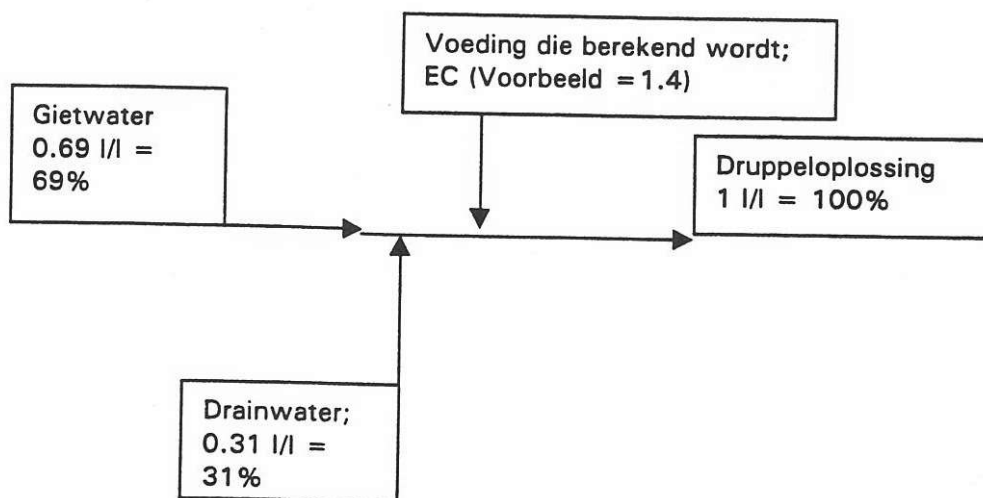 Voeding die berekend wordt;
EC (Voorbeeld = 1.4)
Gietwater
0.69 l/l =
69%
Druppeloplossing
1 l/l = 100%
Drainwater;
0.31 l/l =
31%